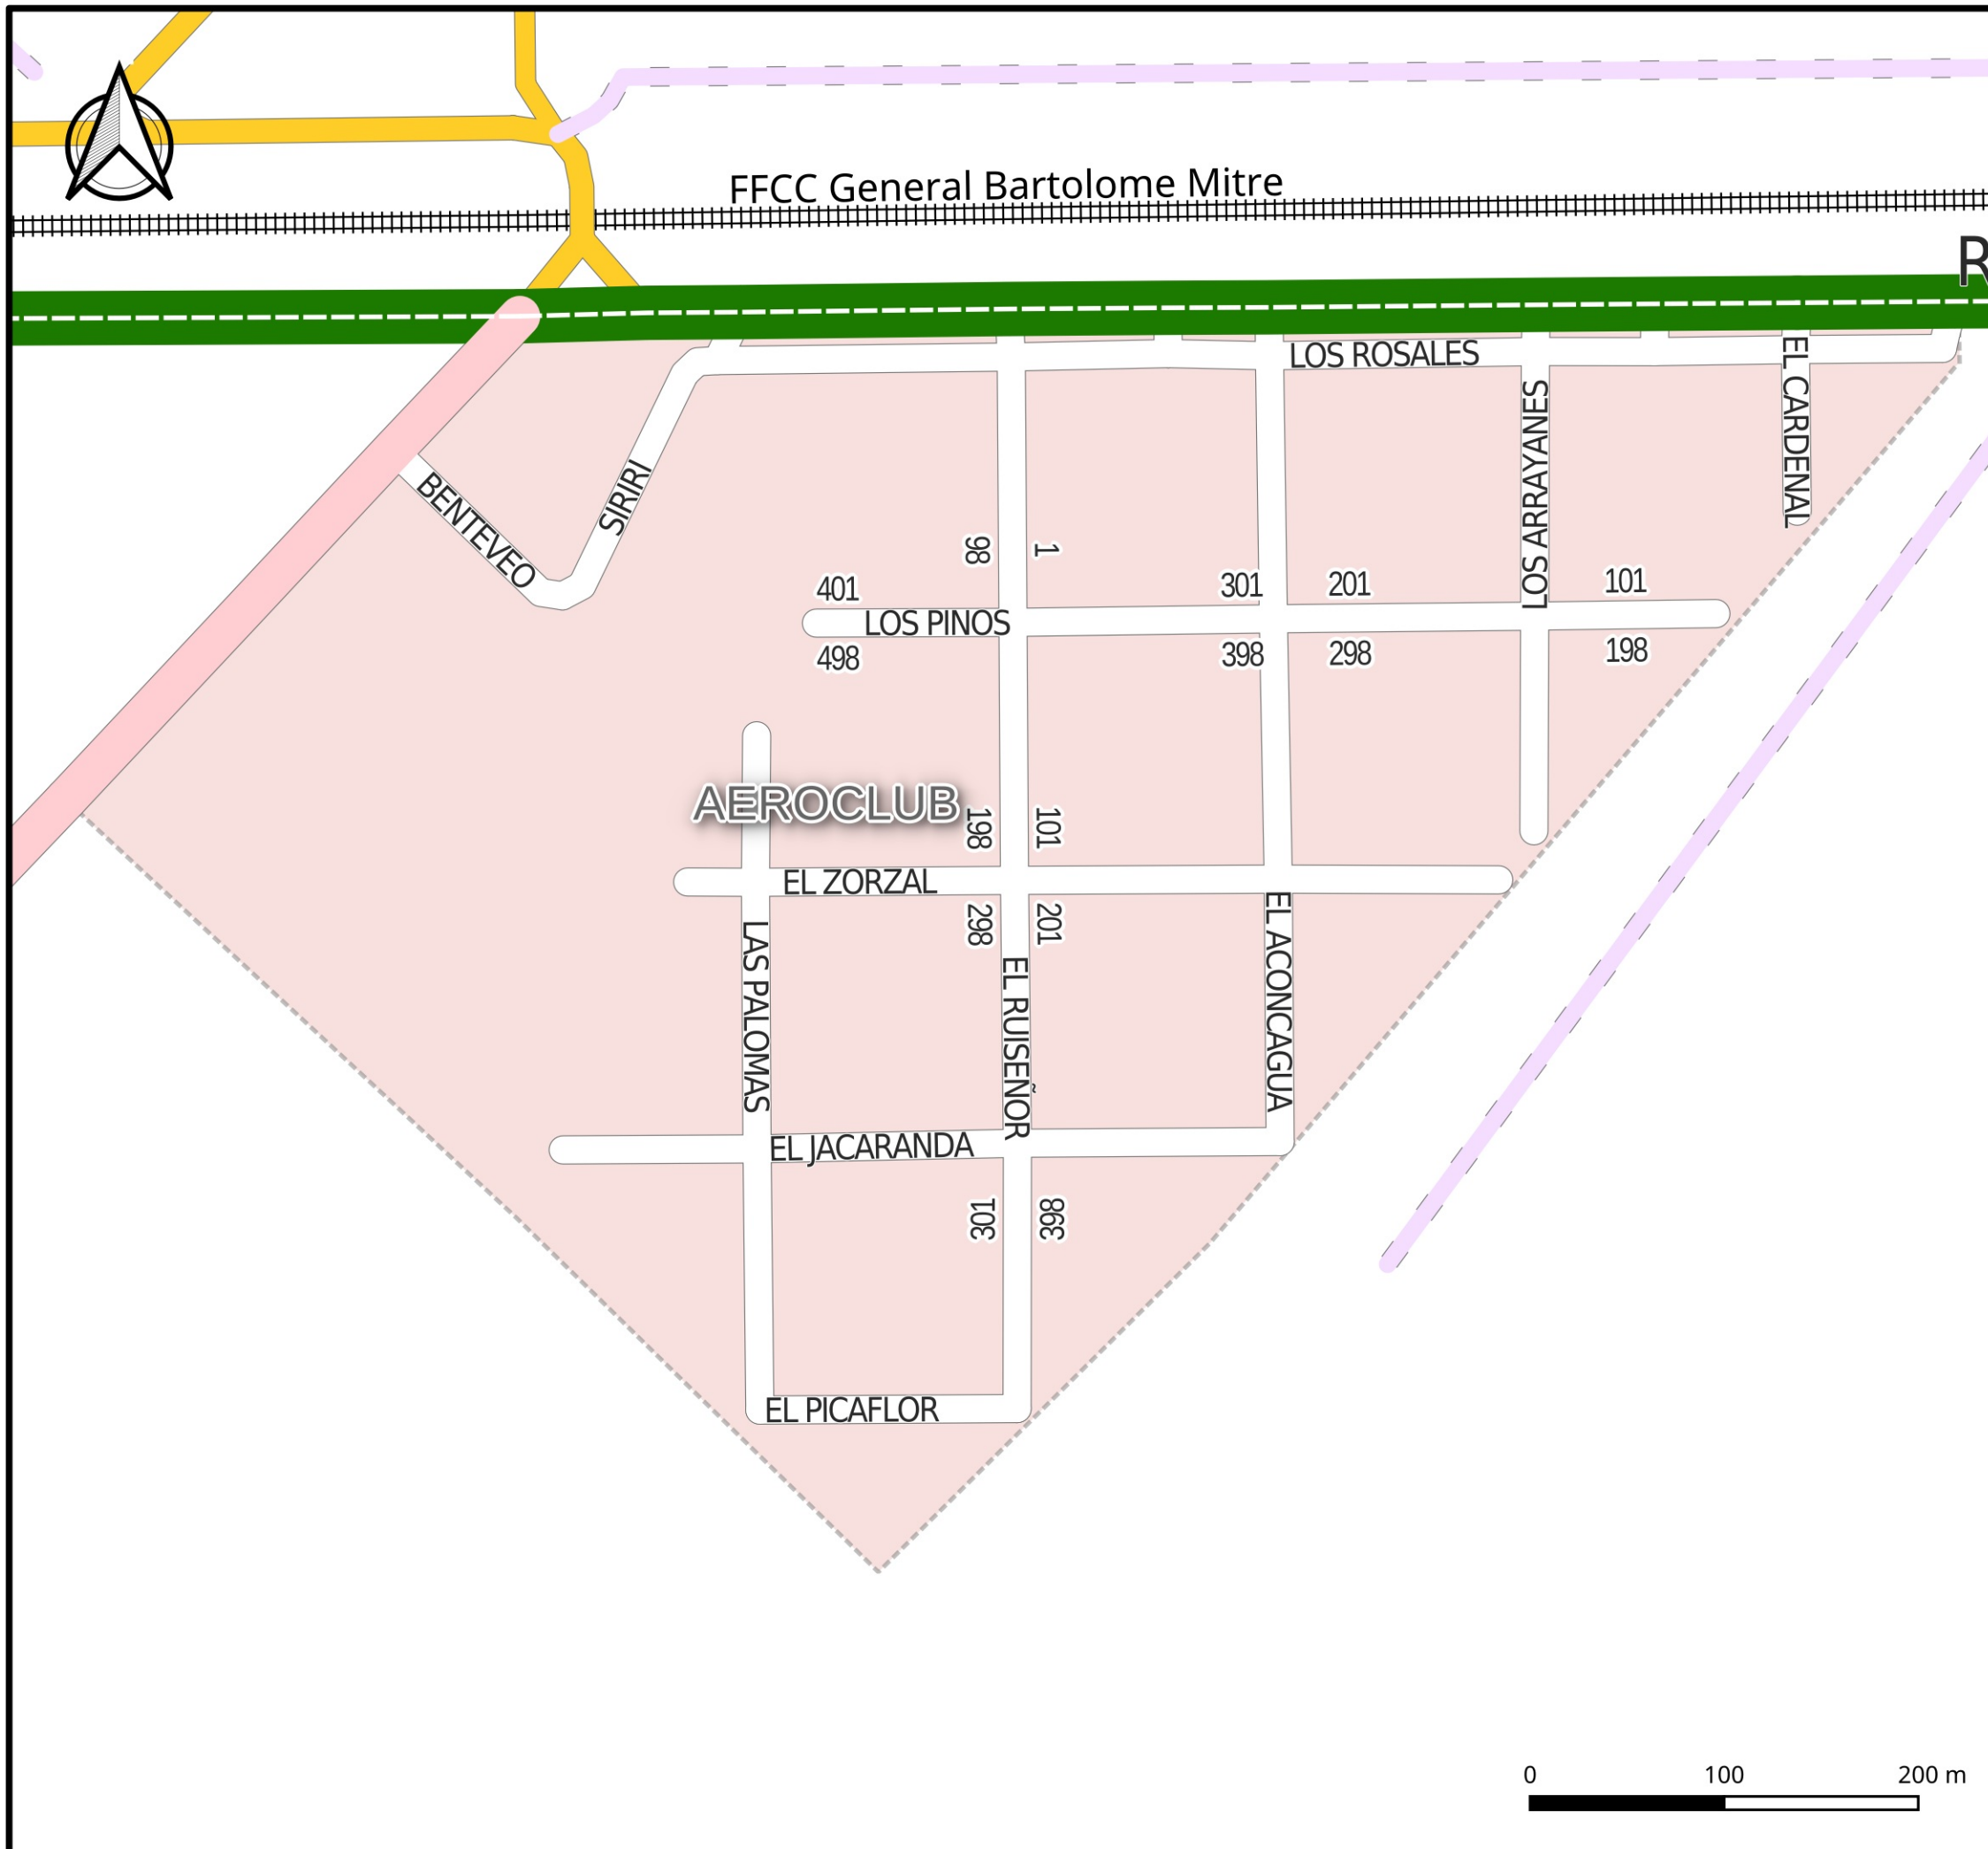 FFCC General Bartolome Mitre
R
LOS ROSALES
EL CARDENAL
LOS ARRAYANES
BENTEVEO
SIRIRI
98
1
401
301
201
101
LOS PINOS
498
398
298
198
AEROCLUB
198
101
EL ZORZAL
298
201
LAS PALOMAS
EL RUISEÑOR
EL ACONCAGUA
EL JACARANDA
301
398
EL PICAFLOR
0 100 200 m